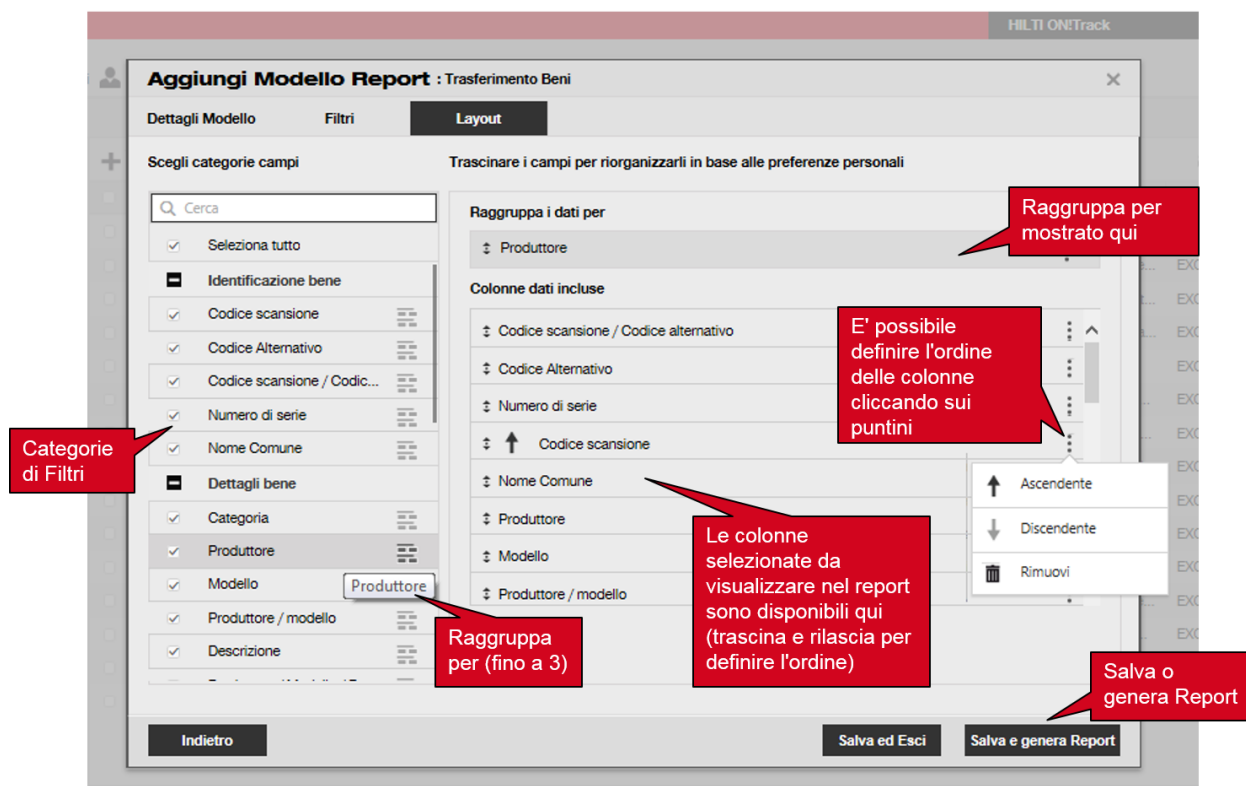 HILTI ON!Track
Aggiungi Modello Report : Trasferimento Beni
Dettagli Modello
Filtri
Layout
Scegli categorie campi
Trascinare i campi per riorganizzarli in base alle preferenze personali
Cerca
Seleziona tutto
Identificazione bene
Codice scansione
Codice Alternativo
Codice scansione / Codic...
Numero di serie
Nome Comune
Dettagli bene
Categoria
Produttore
Modello
Produttore
Produttore / modello
Descrizione
Categorie
di Filtri
Raggruppa
per (fino a 3)
Raggruppa i dati per
Produttore
Raggruppa per
mostrato qui
Colonne dati incluse
Codice scansione / Codice alternativo
Codice Alternativo
Numero di serie
Codice scansione
Nome Comune
Produttore
Modello
Produttore / modello
E' possibile
definire l'ordine
delle colonne
cliccando sui
puntini
Ascendente
Discendente
Rimuovi
Le colonne
selezionate da
visualizzare nel report
sono disponibili qui
(trascina e rilascia per
definire l'ordine)
Salva o
genera Report
Indietro
Salva ed Esci
Salva e genera Report